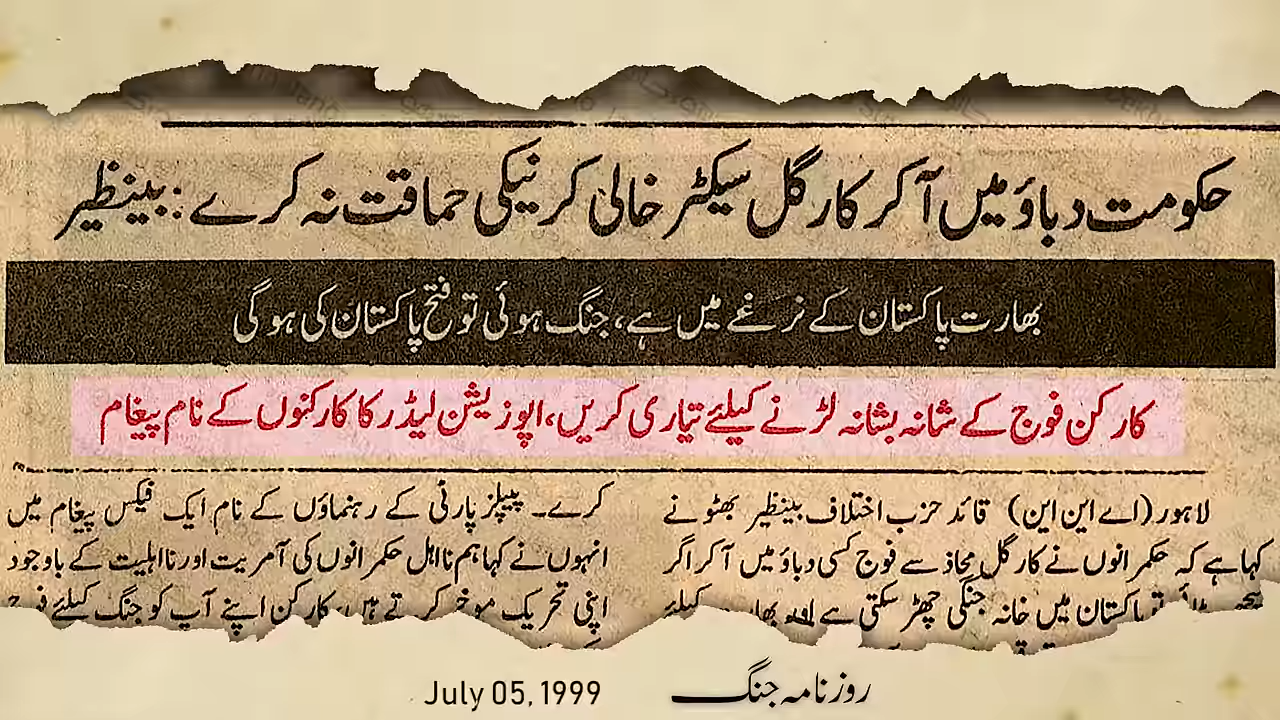 حکومت دباؤ میں آ کر کارگل سیکٹر خالی کرنیکی حماقت نہ کرے : بینظیر
بھارت پاکستان کے نرغے میں ہے، جنگ ہوئی تو فتح پاکستان کی ہوگی
کارکن فوج کے شانہ بشانہ لڑنے کیلئے تیاری کریں، اپوزیشن لیڈر کا کارکنوں کے نام پیغام
لاہور (اے این این) قائد حزب اختلاف بینظیر بھٹو نے
کہا ہے کہ حکمرانوں نے کارگل محاذ سے فوج کسی دباؤ میں آ کر اگر
پاکستان میں خانہ جنگی چھڑ سکتی ہے اور
کرے۔ پیپلز پارٹی کے رہنماؤں کے نام ایک فیکس پیغام میں
انہوں نے کہا ہم نااہل حکمرانوں کی آمریت اور نااہلیت کے باوجود
اپنی تحریک موخر کرتے ہیں کارکن اپنے آپ کو جنگ کیلئے
July 05, 1999
روزنامہ جنگ